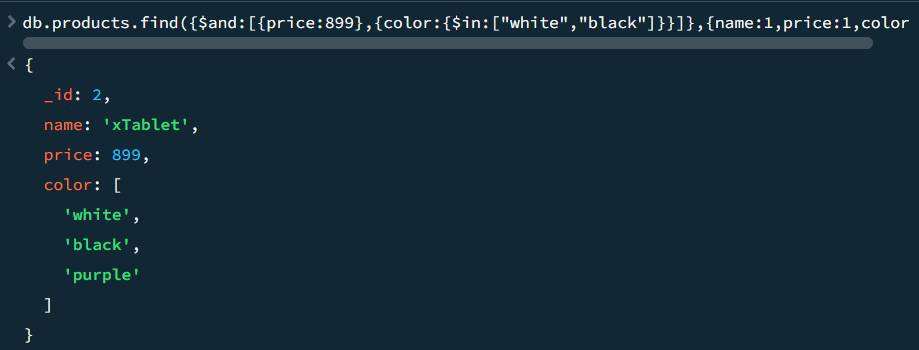 db.products.find({$and:[{price:899},{color:{$in:["white","black"]}}]},{name:1,price:1,color
{
_id: 2,
name: 'xTablet',
price: 899,
color: [
'white',
'black',
'purple'
]
}